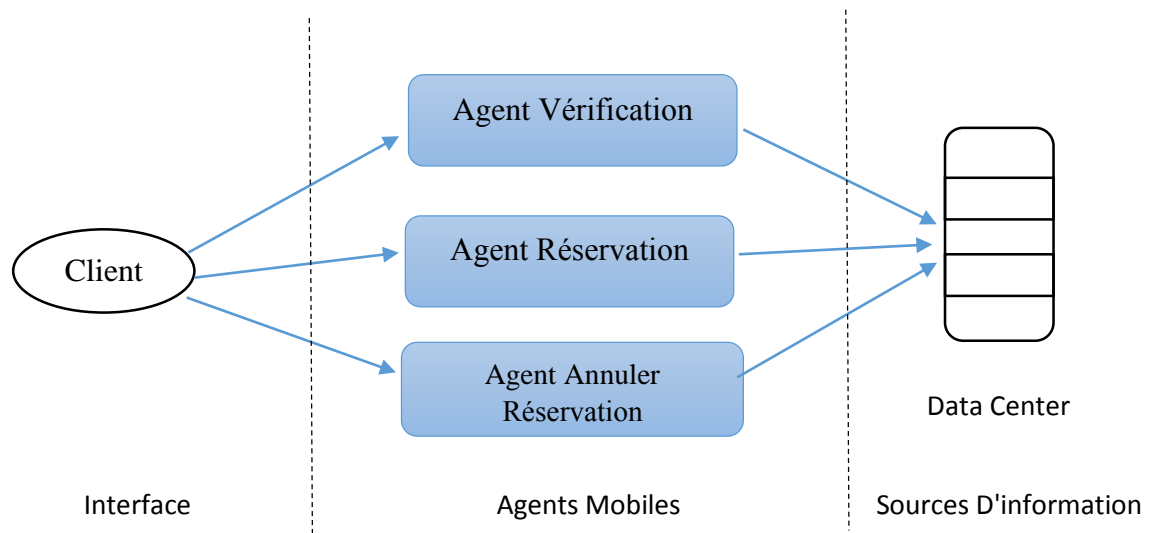 Agent Vérification
Client
Agent Réservation
Agent Annuler
Réservation
Data Center
Interface
Agents Mobiles
Sources D'information